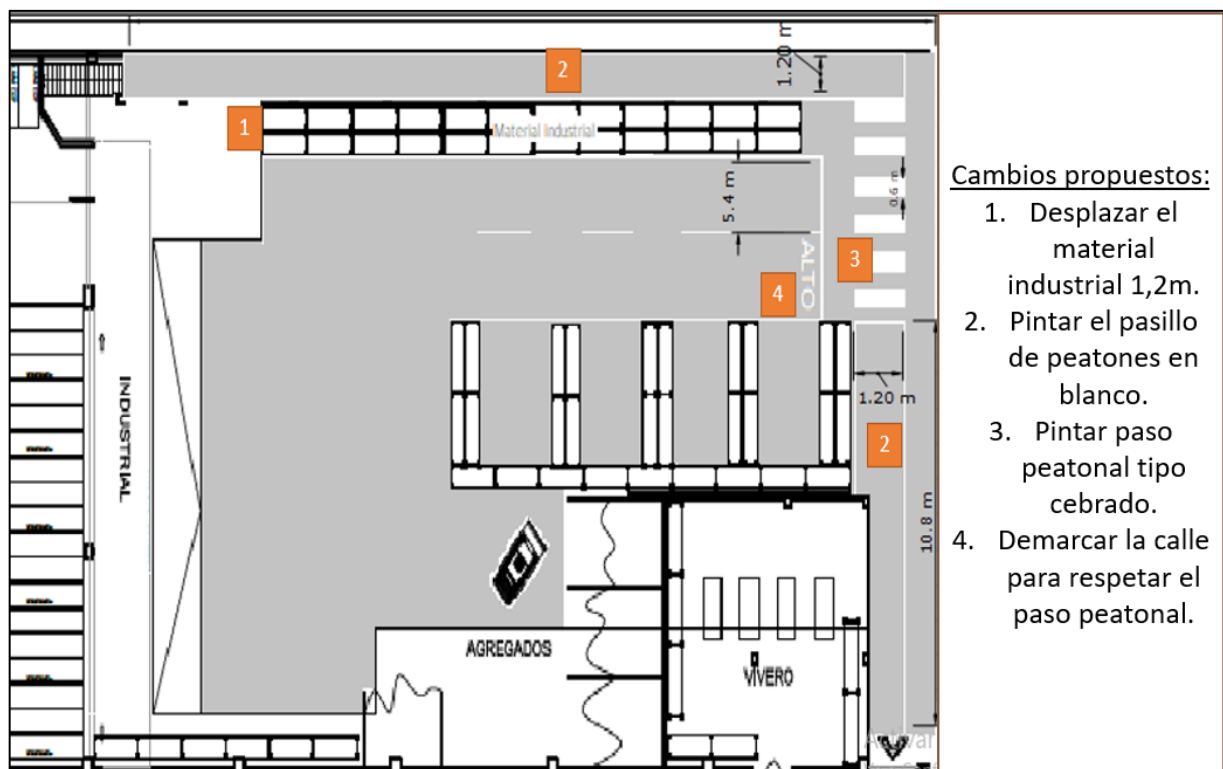 2
1.20 m
1
Material Industrial
5.4 m
0.6 m
3
ALTO
4
1.20 m
2
INDUSTRIAL
10.8 m
AGREGADOS
VIVERO
Cambios propuestos:
1. Desplazar el
material
industrial 1,2m.
2. Pintar el pasillo
de peatones en
blanco.
3. Pintar paso
peatonal tipo
cebrado.
4. Demarcar la calle
para respetar el
paso peatonal.